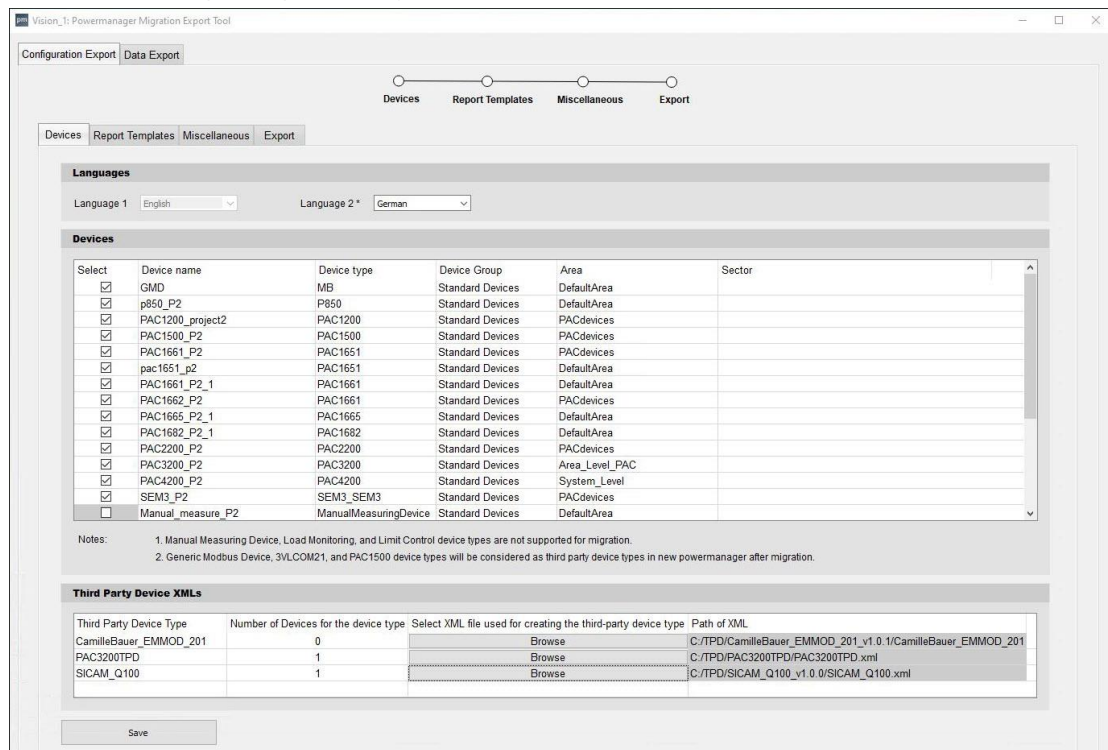 pm Vision_1: Powermanager Migration Export Tool
Configuration Export Data Export
Devices Report Templates Miscellaneous Export
Devices Report Templates Miscellaneous Export
Languages
Language 1 English Language 2 * German
Devices
Select Device name Device type Device Group Area Sector
GMD MB Standard Devices DefaultArea
p850_P2 P850 Standard Devices DefaultArea
PAC1200_project2 PAC1200 Standard Devices PACdevices
PAC1500_P2 PAC1500 Standard Devices PACdevices
PAC1661_P2 PAC1651 Standard Devices PACdevices
pac1651_p2 PAC1651 Standard Devices DefaultArea
PAC1661_P2_1 PAC1661 Standard Devices DefaultArea
PAC1662_P2 PAC1661 Standard Devices PACdevices
PAC1665_P2_1 PAC1665 Standard Devices DefaultArea
PAC1682_P2_1 PAC1682 Standard Devices DefaultArea
PAC2200_P2 PAC2200 Standard Devices PACdevices
PAC3200_P2 PAC3200 Standard Devices Area_Level_PAC
PAC4200_P2 PAC4200 Standard Devices System_Level
SEM3_P2 SEM3_SEM3 Standard Devices PACdevices
Manual_measure_P2 ManualMeasuringDevice Standard Devices DefaultArea
Notes: 1. Manual Measuring Device, Load Monitoring, and Limit Control device types are not supported for migration.
2. Generic Modbus Device, 3VLCOM21, and PAC1500 device types will be considered as third party device types in new powermanager after migration.
Third Party Device XMLs
Third Party Device Type Number of Devices for the device type Select XML file used for creating the third-party device type Path of XML
CamilleBauer_EMMOD_201 0 Browse C:/TPD/CamilleBauer_EMMOD_201_v1.0.1/CamilleBauer_EMMOD_201
PAC3200TPD 1 Browse C:/TPD/PAC3200TPD/PAC3200TPD.xml
SICAM_Q100 1 Browse C:/TPD/SICAM_Q100_v1.0.0/SICAM_Q100.xml
Save